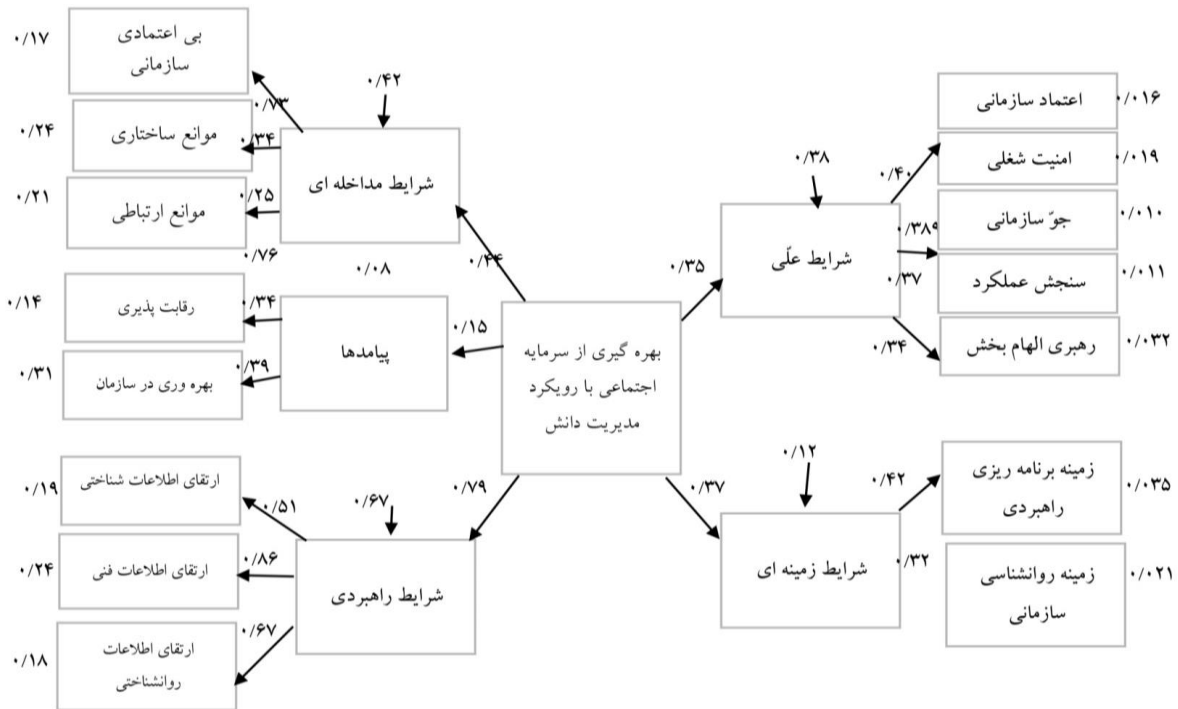 بی اعتمادی
سازمانی
۰/۱۷
۰/۷۳
موانع ساختاری
۰/۲۴
۰/۳۴
موانع ارتباطی
۰/۲۱
۰/۲۵
۰/۴۲
شرایط مداخله ای
۰/۴۴
۰/۷۶
۰/۰۸
رقابت پذیری
۰/۱۴
۰/۳۴
پیامدها
۰/۱۵
بهره وری در سازمان
۰/۳۱
۰/۳۹
ارتقای اطلاعات شناختی
۰/۱۹
۰/۵۱
ارتقای اطلاعات فنی
۰/۲۴
۰/۸۶
ارتقای اطلاعات
روانشناختی
۰/۱۸
۰/۶۷
۰/۶۷
شرایط راهبردی
۰/۷۹
بهره گیری از سرمایه
اجتماعی با رویکرد
مدیریت دانش
۰/۳۵
۰/۳۸
شرایط علّی
۰/۴۰
۰/۳۸۹
۰/۳۷
۰/۳۴
اعتماد سازمانی
۰/۰۱۶
امنیت شغلی
۰/۰۱۹
جوّ سازمانی
۰/۰۱۰
سنجش عملکرد
۰/۰۱۱
رهبری الهام بخش
۰/۰۳۲
۰/۳۷
۰/۱۲
شرایط زمینه ای
۰/۴۲
۰/۳۲
زمینه برنامه ریزی
راهبردی
۰/۰۳۵
زمینه روانشناسی
سازمانی
۰/۰۲۱